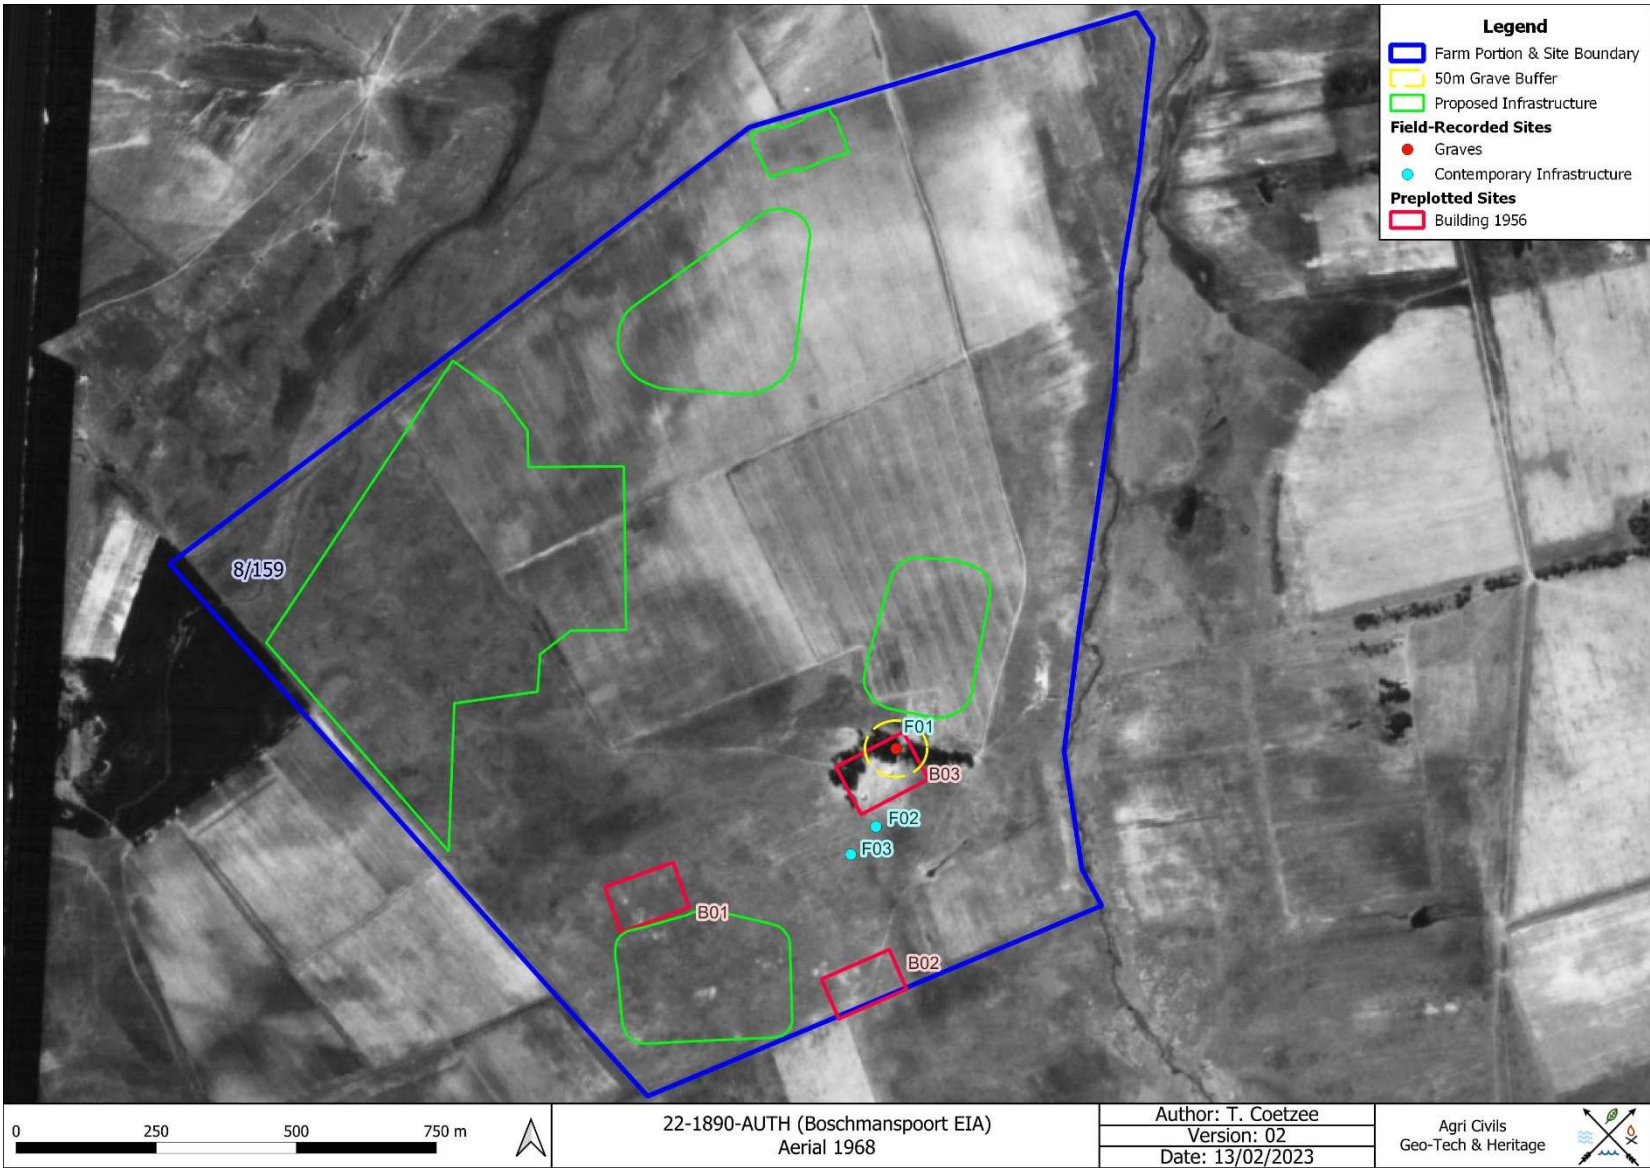 Legend
Farm Portion & Site Boundary
50m Grave Buffer
Proposed Infrastructure
Field-Recorded Sites
Graves
Contemporary Infrastructure
Preplotted Sites
Building 1956
8/159
F01
B03
F02
F03
B01
B02
0 250 500 750 m
22-1890-AUTH (Boschmanspoort EIA)
Aerial 1968
Author: T. Coetzee
Version: 02
Date: 13/02/2023
Agri Civils
Geo-Tech & Heritage